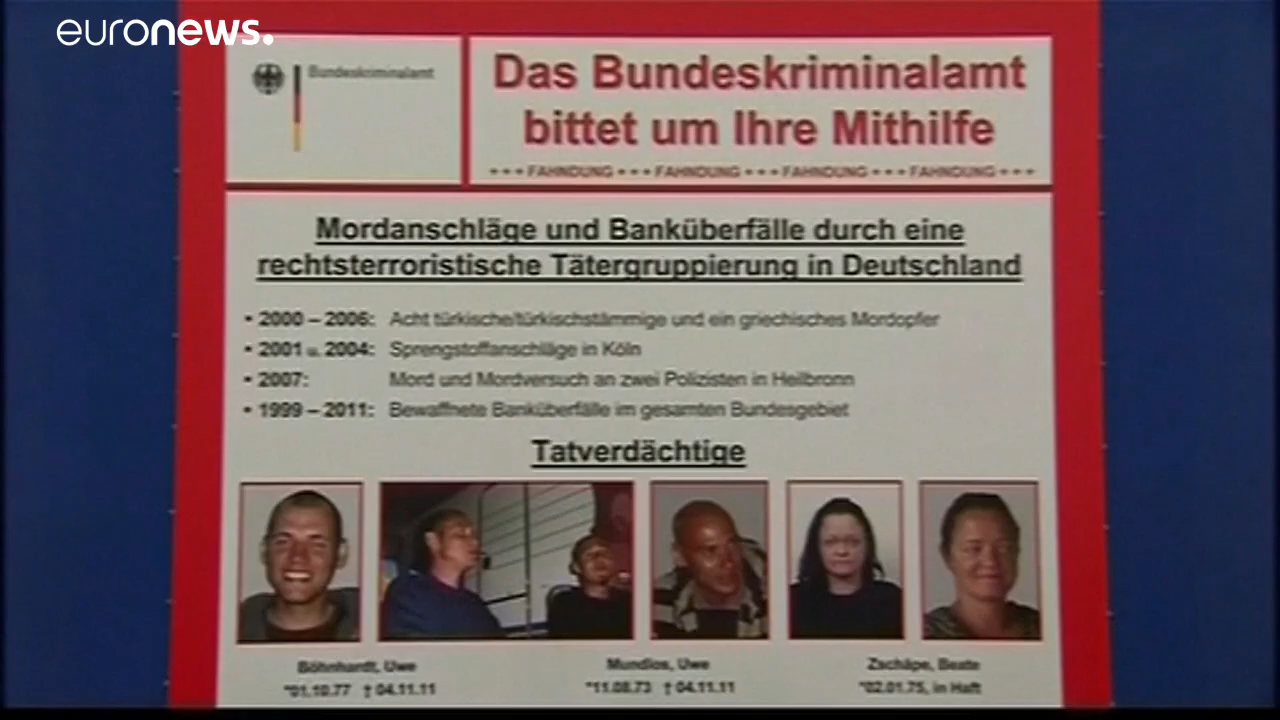 euronews.
Bundeskriminalamt
Das Bundeskriminalamt
bittet um Ihre Mithilfe
+++ FAHNDUNG +++ FAHNDUNG +++ FAHNDUNG +++ FAHNDUNG +++
Mordanschläge und Banküberfälle durch eine
rechtsterroristische Tätergruppierung in Deutschland
• 2000 – 2006: Acht türkische/türkischstämmige und ein griechisches Mordopfer
• 2001 u. 2004: Sprengstoffanschläge in Köln
• 2007: Mord und Mordversuch an zwei Polizisten in Heilbronn
• 1999 – 2011: Bewaffnete Banküberfälle im gesamten Bundesgebiet
Tatverdächtige
Böhnhardt, Uwe Mundlos, Uwe Zschäpe, Beate
*01.10.77 † 04.11.11 *11.08.73 † 04.11.11 *02.01.75, in Haft